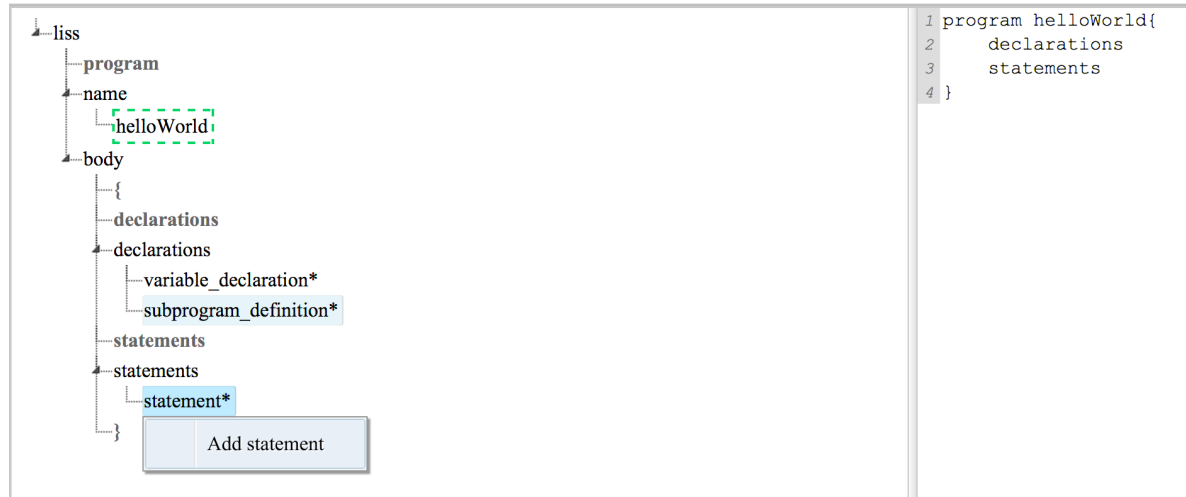 liss
program
name
helloWorld
body
{
declarations
declarations
variable_declaration*
subprogram_definition*
statements
statements
statement*
}
Add statement
1 program helloWorld{
2 declarations
3 statements
4 }